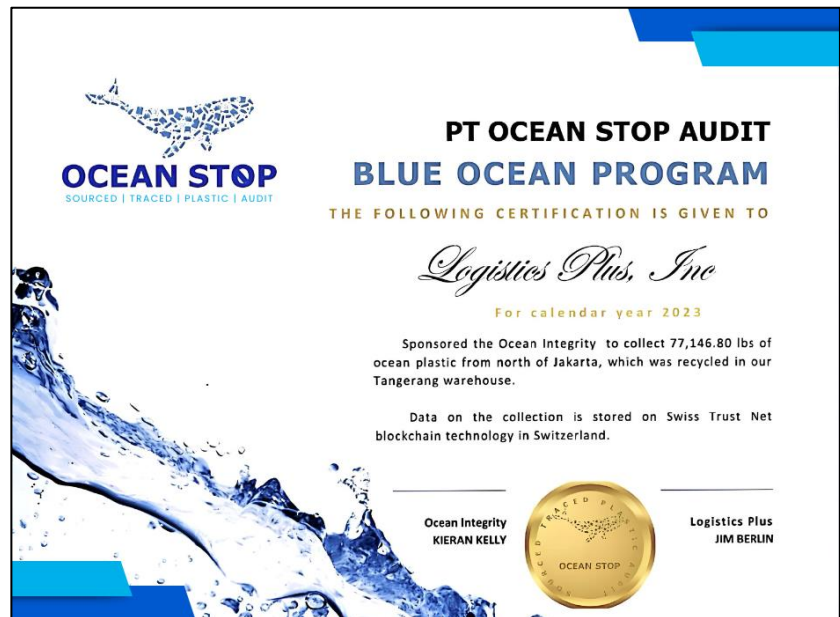 OCEAN STOP
SOURCED | TRACED | PLASTIC | AUDIT
PT OCEAN STOP AUDIT
BLUE OCEAN PROGRAM
THE FOLLOWING CERTIFICATION IS GIVEN TO
Logistics Plus, Inc
For calendar year 2023
Sponsored the Ocean Integrity to collect 77,146.80 lbs of
ocean plastic from north of Jakarta, which was recycled in our
Tangerang warehouse.
Data on the collection is stored on Swiss Trust Net
blockchain technology in Switzerland.
Ocean Integrity
KIERAN KELLY
SOURCED TRACED PLASTIC AUDIT
OCEAN STOP
Logistics Plus
JIM BERLIN